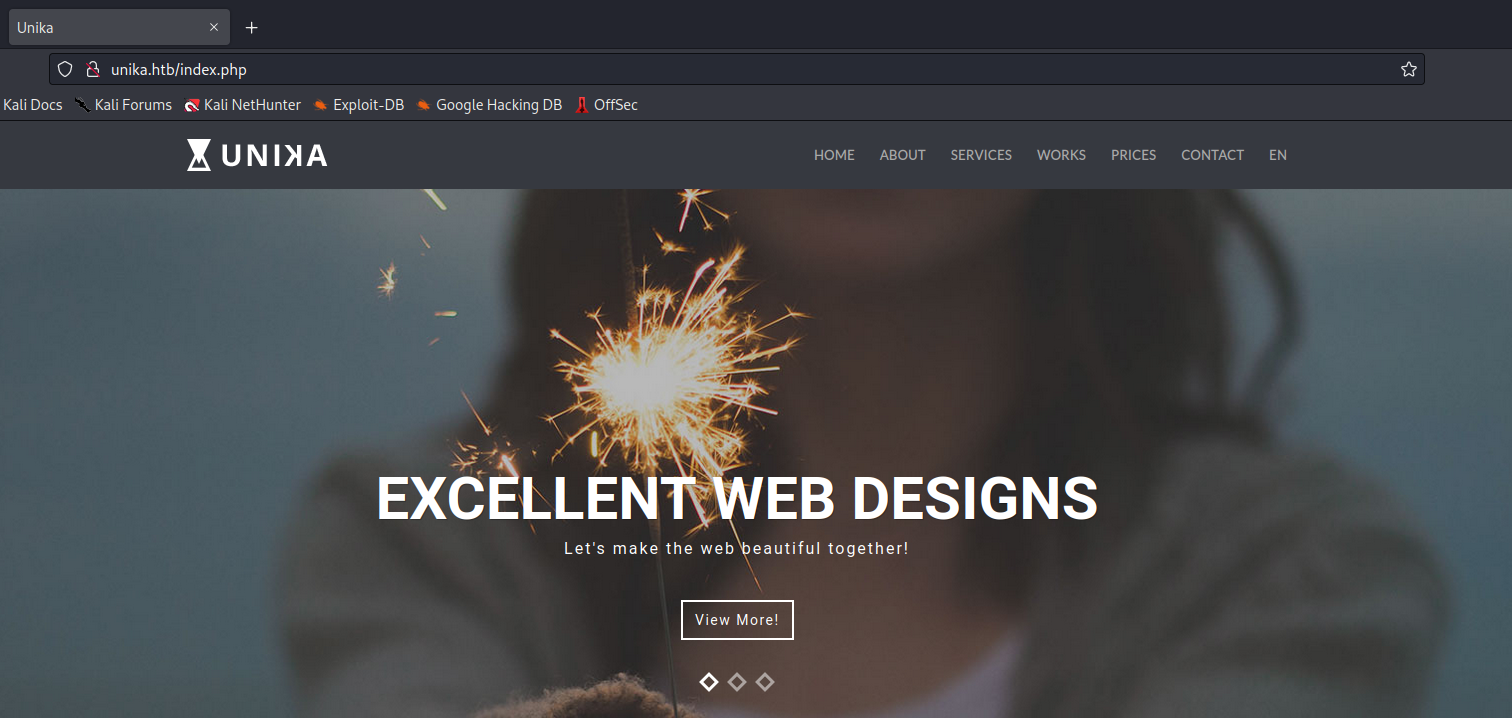 Unika
unika.htb/index.php
Kali Docs Kali Forums Kali NetHunter Exploit-DB Google Hacking DB OffSec
UNIKA HOME ABOUT SERVICES WORKS PRICES CONTACT EN
EXCELLENT WEB DESIGNS
Let's make the web beautiful together!
View More!